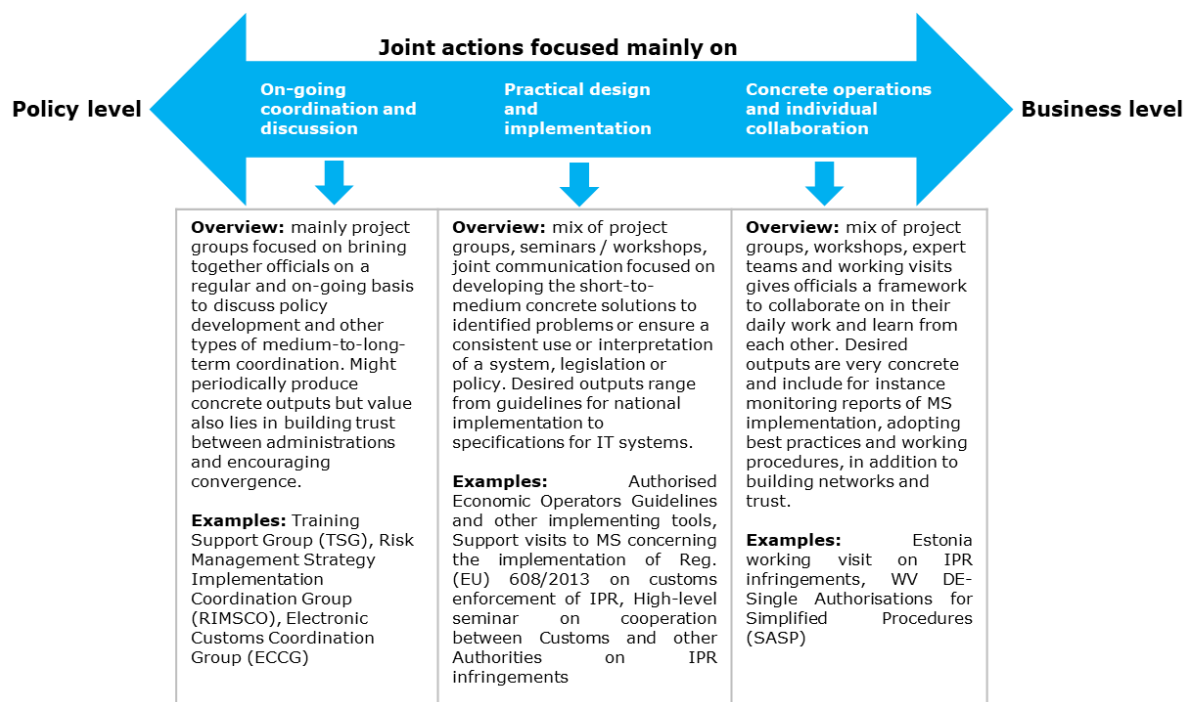 Joint actions focused mainly on
Policy level
On-going
coordination and
discussion
Practical design
and
implementation
Concrete operations
and individual
collaboration
Business level
Overview: mainly project
groups focused on brining
together officials on a
regular and on-going basis
to discuss policy
development and other
types of medium-to-long-
term coordination. Might
periodically produce
concrete outputs but value
also lies in building trust
between administrations
and encouraging
convergence.
Examples: Training
Support Group (TSG), Risk
Management Strategy
Implementation
Coordination Group
(RIMSCO), Electronic
Customs Coordination
Group (ECCG)
Overview: mix of project
groups, seminars / workshops,
joint communication focused on
developing the short-to-
medium concrete solutions to
identified problems or ensure a
consistent use or interpretation
of a system, legislation or
policy. Desired outputs range
from guidelines for national
implementation to
specifications for IT systems.
Examples: Authorised
Economic Operators Guidelines
and other implementing tools,
Support visits to MS concerning
the implementation of Reg.
(EU) 608/2013 on customs
enforcement of IPR, High-level
seminar on cooperation
between Customs and other
Authorities on IPR
infringements
Overview: mix of project
groups, workshops, expert
teams and working visits
gives officials a framework
to collaborate on in their
daily work and learn from
each other. Desired
outputs are very concrete
and include for instance
monitoring reports of MS
implementation, adopting
best practices and working
procedures, in addition to
building networks and
trust.
Examples: Estonia
working visit on IPR
infringements, WV DE-
Single Authorisations for
Simplified Procedures
(SASP)